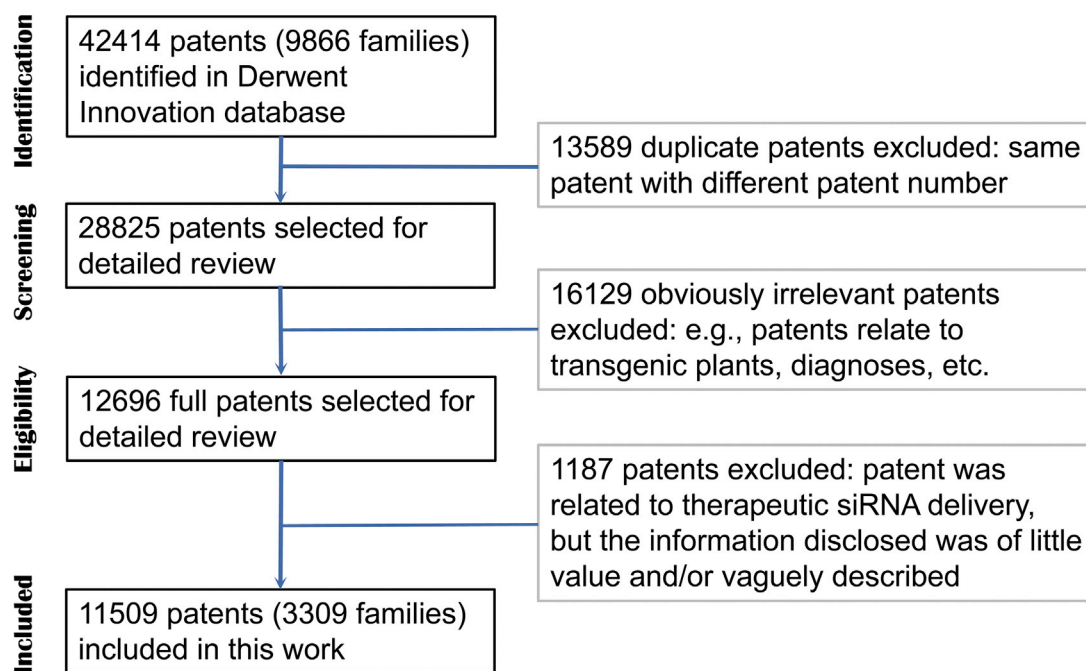 Identification
42414 patents (9866 families)
identified in Derwent
Innovation database
13589 duplicate patents excluded: same
patent with different patent number
Screening
28825 patents selected for
detailed review
16129 obviously irrelevant patents
excluded: e.g., patents relate to
transgenic plants, diagnoses, etc.
Eligibility
12696 full patents selected for
detailed review
1187 patents excluded: patent was
related to therapeutic siRNA delivery,
but the information disclosed was of little
value and/or vaguely described
Included
11509 patents (3309 families)
included in this work